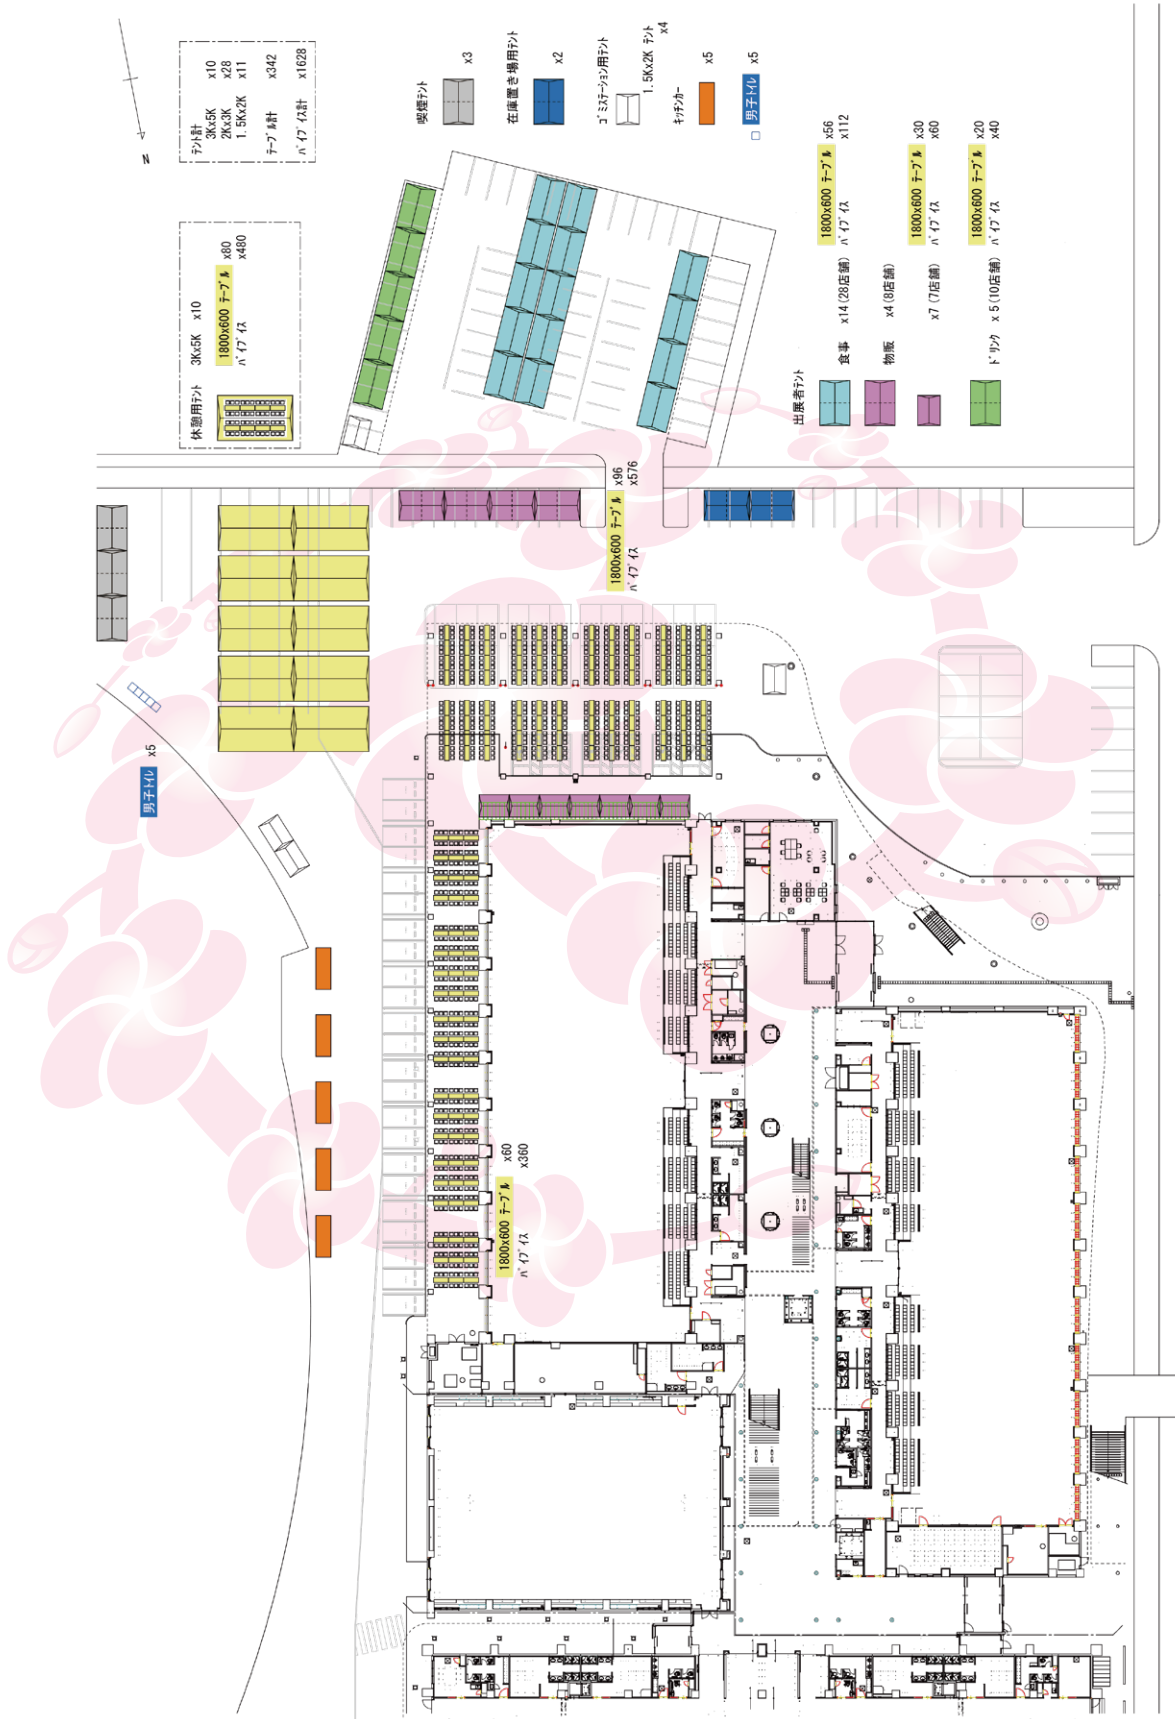 テント計
3Kx5K x10
2Kx3K x28
1.5Kx2K x11
テーブル計 x342
パイプイス計 x1628
休憩用テント 3Kx5K x10
1800x600 テーブル x80
パイプイス x480
喫煙テント x3
在庫置き場用テント x2
ゴミステーション用テント
1.5Kx2K テント x4
キッチンカー x5
男子トイレ x5
出展者テント
食事 x14(28店舗) 1800x600 テーブル x56
パイプイス x112
物販 x4(8店舗)
x7(7店舗) 1800x600 テーブル x30
パイプイス x60
ドリンク x5(10店舗) 1800x600 テーブル x20
パイプイス x40
1800x600 テーブル x96
パイプイス x576
男子トイレ x5
1800x600 テーブル x60
パイプイス x360
N